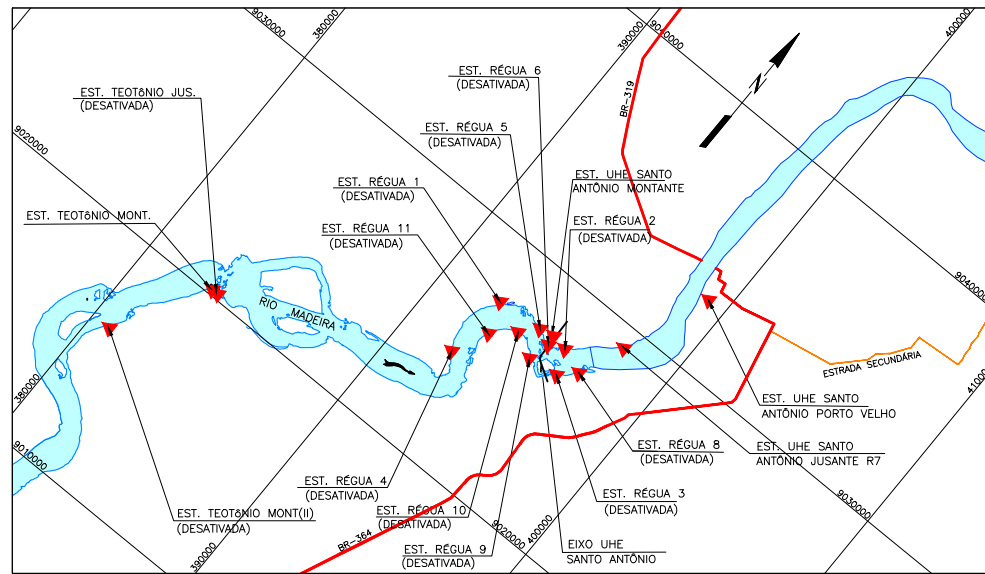 9030000
380000
390000
9040000
400000
EST. RÉGUA 6
(DESATIVADA)
EST. TEOTôNIO JUS.
(DESATIVADA)
BR-319
N
9020000
EST. RÉGUA 5
(DESATIVADA)
EST. UHE SANTO
ANTÔNIO MONTANTE
EST. RÉGUA 1
(DESATIVADA)
EST. TEOTôNIO MONT.
EST. RÉGUA 2
(DESATIVADA)
EST. RÉGUA 11
(DESATIVADA)
9040000
RIO MADEIRA
380000
ESTRADA SECUNDÁRIA
41000
EST. UHE SANTO
ANTÔNIO PORTO VELHO
9010000
EST. RÉGUA 8
(DESATIVADA)
EST. UHE SANTO
ANTÔNIO JUSANTE R7
EST. RÉGUA 4
(DESATIVADA)
EST. RÉGUA 3
(DESATIVADA)
9030000
EST. TEOTôNIO MONT(II)
(DESATIVADA)
EST. RÉGUA 10
(DESATIVADA)
BR-364
9020000
400000
390000
EST. RÉGUA 9
(DESATIVADA)
EIXO UHE
SANTO ANTÔNIO